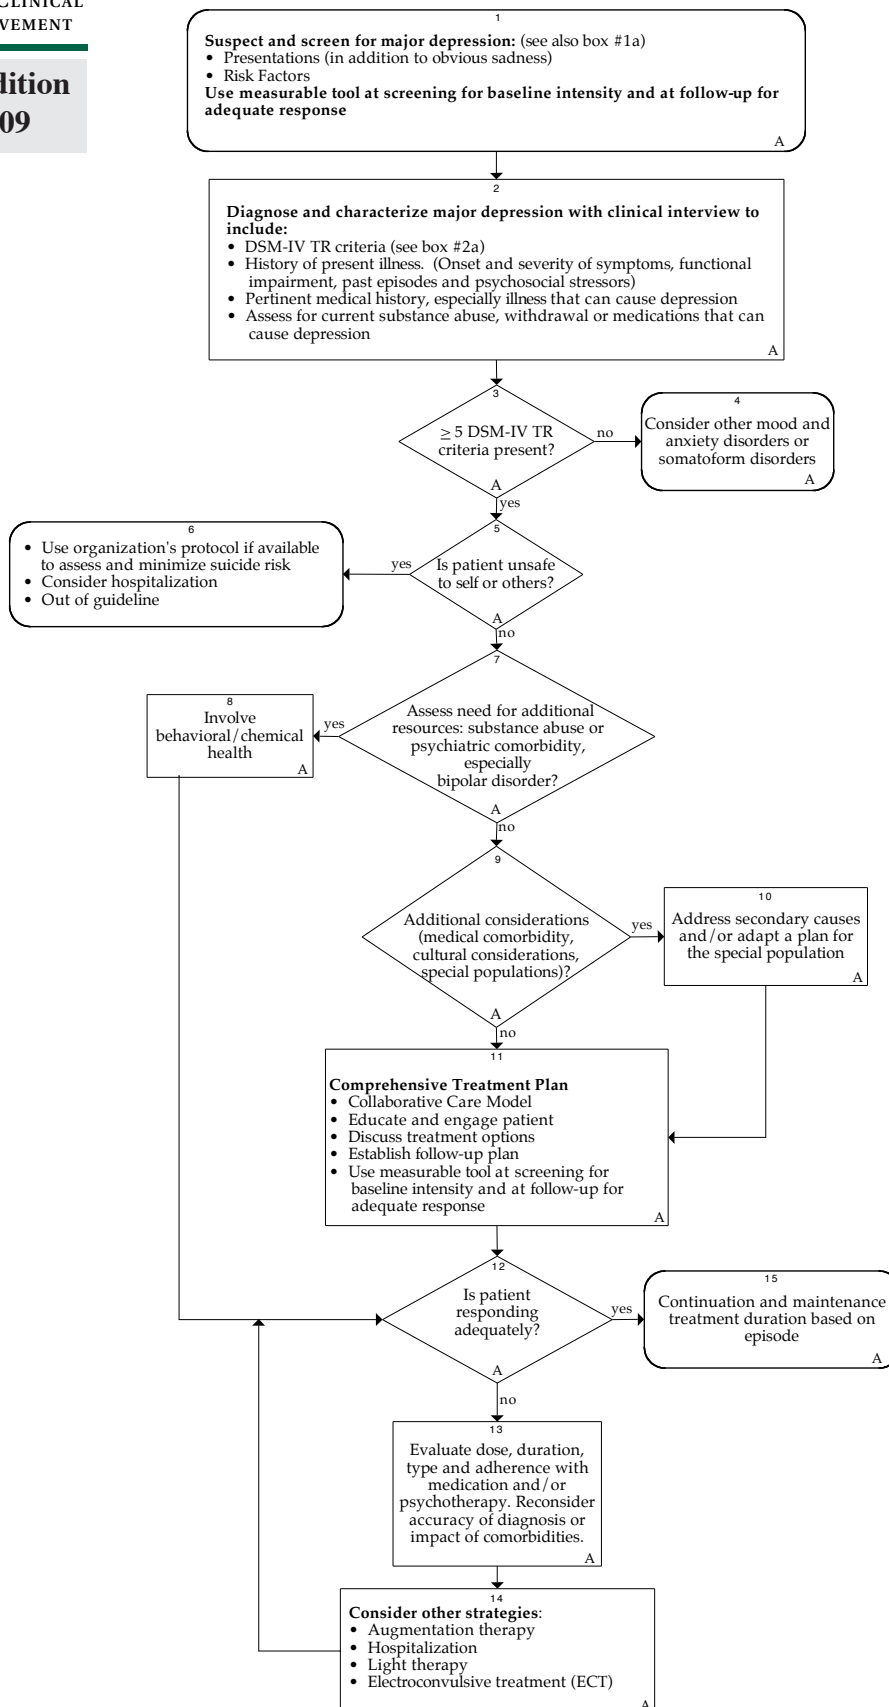 CLINICAL
VEMENT
dition
09
1
Suspect and screen for major depression: (see also box #1a)
• Presentations (in addition to obvious sadness)
• Risk Factors
Use measurable tool at screening for baseline intensity and at follow-up for
adequate response
A
2
Diagnose and characterize major depression with clinical interview to
include:
• DSM-IV TR criteria (see box #2a)
• History of present illness. (Onset and severity of symptoms, functional
impairment, past episodes and psychosocial stressors)
• Pertinent medical history, especially illness that can cause depression
• Assess for current substance abuse, withdrawal or medications that can
cause depression
A
3
≥ 5 DSM-IV TR
criteria present?
A
no
4
Consider other mood and
anxiety disorders or
somatoform disorders
A
yes
5
Is patient unsafe
to self or others?
A
yes
6
• Use organization's protocol if available
to assess and minimize suicide risk
• Consider hospitalization
• Out of guideline
no
7
Assess need for additional
resources: substance abuse or
psychiatric comorbidity,
especially
bipolar disorder?
A
yes
8
Involve
behavioral/chemical
health
A
no
9
Additional considerations
(medical comorbidity,
cultural considerations,
special populations)?
A
yes
10
Address secondary causes
and/or adapt a plan for
the special population
A
no
11
Comprehensive Treatment Plan
• Collaborative Care Model
• Educate and engage patient
• Discuss treatment options
• Establish follow-up plan
• Use measurable tool at screening for
baseline intensity and at follow-up for
adequate response
A
12
Is patient
responding
adequately?
A
yes
15
Continuation and maintenance
treatment duration based on
episode
A
no
13
Evaluate dose, duration,
type and adherence with
medication and/or
psychotherapy. Reconsider
accuracy of diagnosis or
impact of comorbidities.
A
14
Consider other strategies:
• Augmentation therapy
• Hospitalization
• Light therapy
• Electroconvulsive treatment (ECT)
A